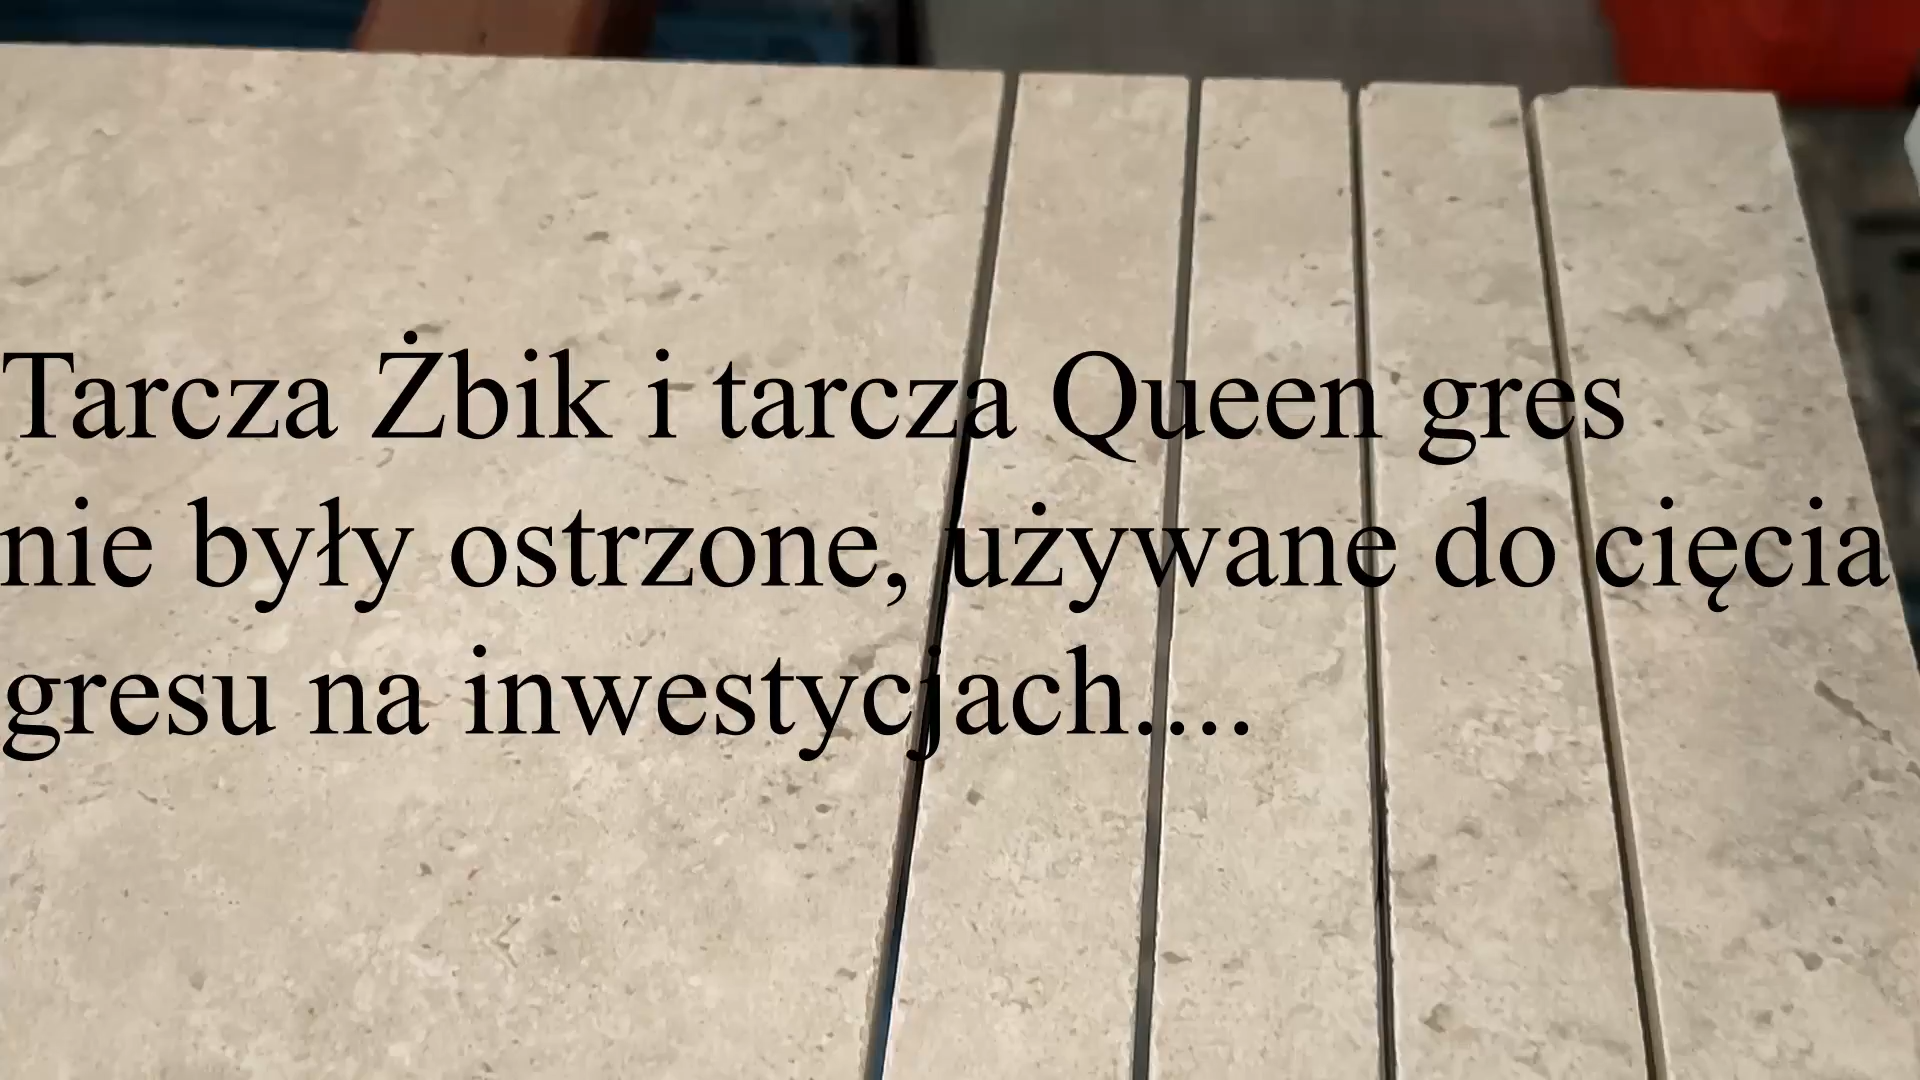 Tarcza Żbik i tarcza Queen gres
nie były ostrzone, używane do cięcia
gresu na inwestycjach....